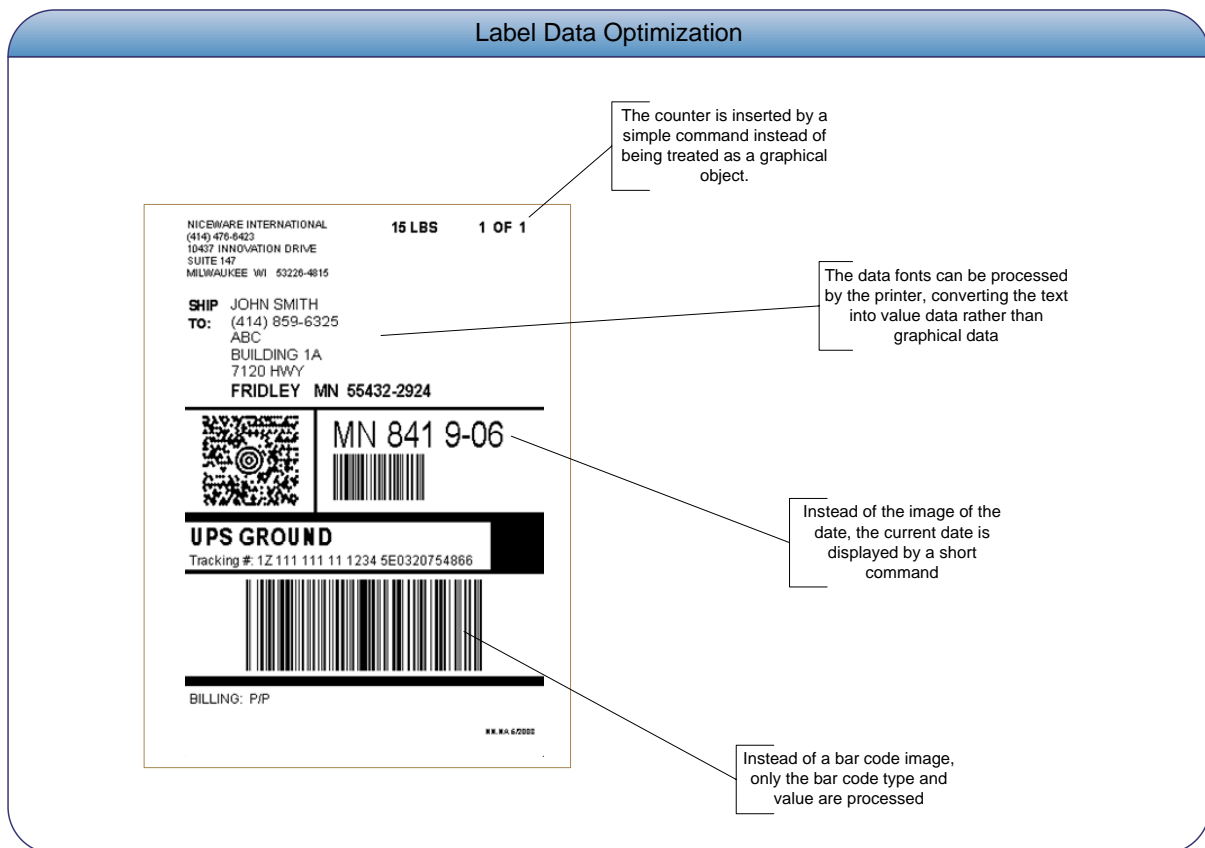 Label Data Optimization
The counter is inserted by a
simple command instead of
being treated as a graphical
object.
NICEWARE INTERNATIONAL
15 LBS
1 OF 1
(414) 476-6423
10437 INNOVATION DRIVE
SUITE 147
MILWAUKEE WI 53226-4815
SHIP JOHN SMITH
TO: (414) 859-6325
ABC
BUILDING 1A
7120 HWY
FRIDLEY MN 55432-2924
The data fonts can be processed
by the printer, converting the text
into value data rather than
graphical data
MN 841 9-06
Instead of the image of the
date, the current date is
displayed by a short
command
UPS GROUND
Tracking #: 1Z 111 111 11 1234 5E0320754866
BILLING: P/P
Instead of a bar code image,
only the bar code type and
value are processed